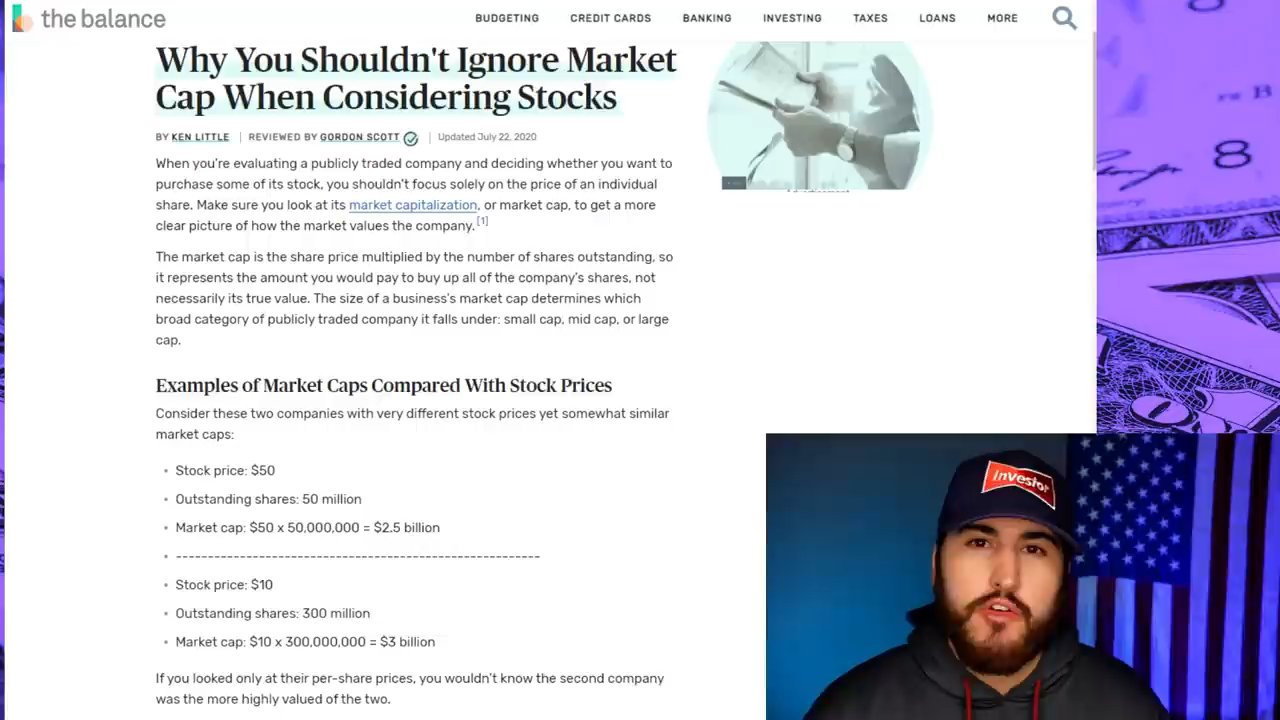 the balance
BUDGETING CREDIT CARDS BANKING INVESTING TAXES LOANS MORE
Why You Shouldn't Ignore Market
Cap When Considering Stocks
BY KEN LITTLE | REVIEWED BY GORDON SCOTT | Updated July 22, 2020
When you're evaluating a publicly traded company and deciding whether you want to
purchase some of its stock, you shouldn't focus solely on the price of an individual
share. Make sure you look at its market capitalization, or market cap, to get a more
clear picture of how the market values the company. [1]
The market cap is the share price multiplied by the number of shares outstanding, so
it represents the amount you would pay to buy up all of the company's shares, not
necessarily its true value. The size of a business's market cap determines which
broad category of publicly traded company it falls under: small cap, mid cap, or large
cap.
Examples of Market Caps Compared With Stock Prices
Consider these two companies with very different stock prices yet somewhat similar
market caps:
• Stock price: $50
• Outstanding shares: 50 million
• Market cap: $50 x 50,000,000 = $2.5 billion
• -------------------------------------------------------
• Stock price: $10
• Outstanding shares: 300 million
• Market cap: $10 x 300,000,000 = $3 billion
If you looked only at their per-share prices, you wouldn't know the second company
was the more highly valued of the two.
8
B
8
investor